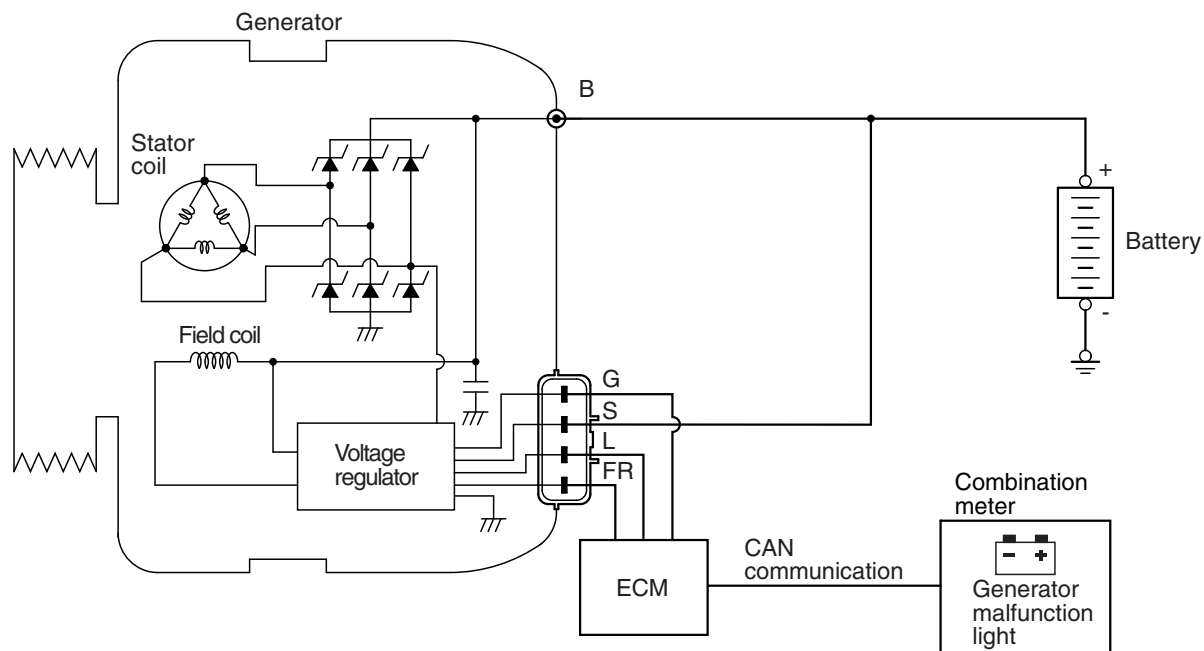 Generator
B
Stator
coil
+
Battery
-
Field coil
G
S
L
FR
Voltage
regulator
Combination
meter
CAN
communication
ECM
- +
Generator
malfunction
light